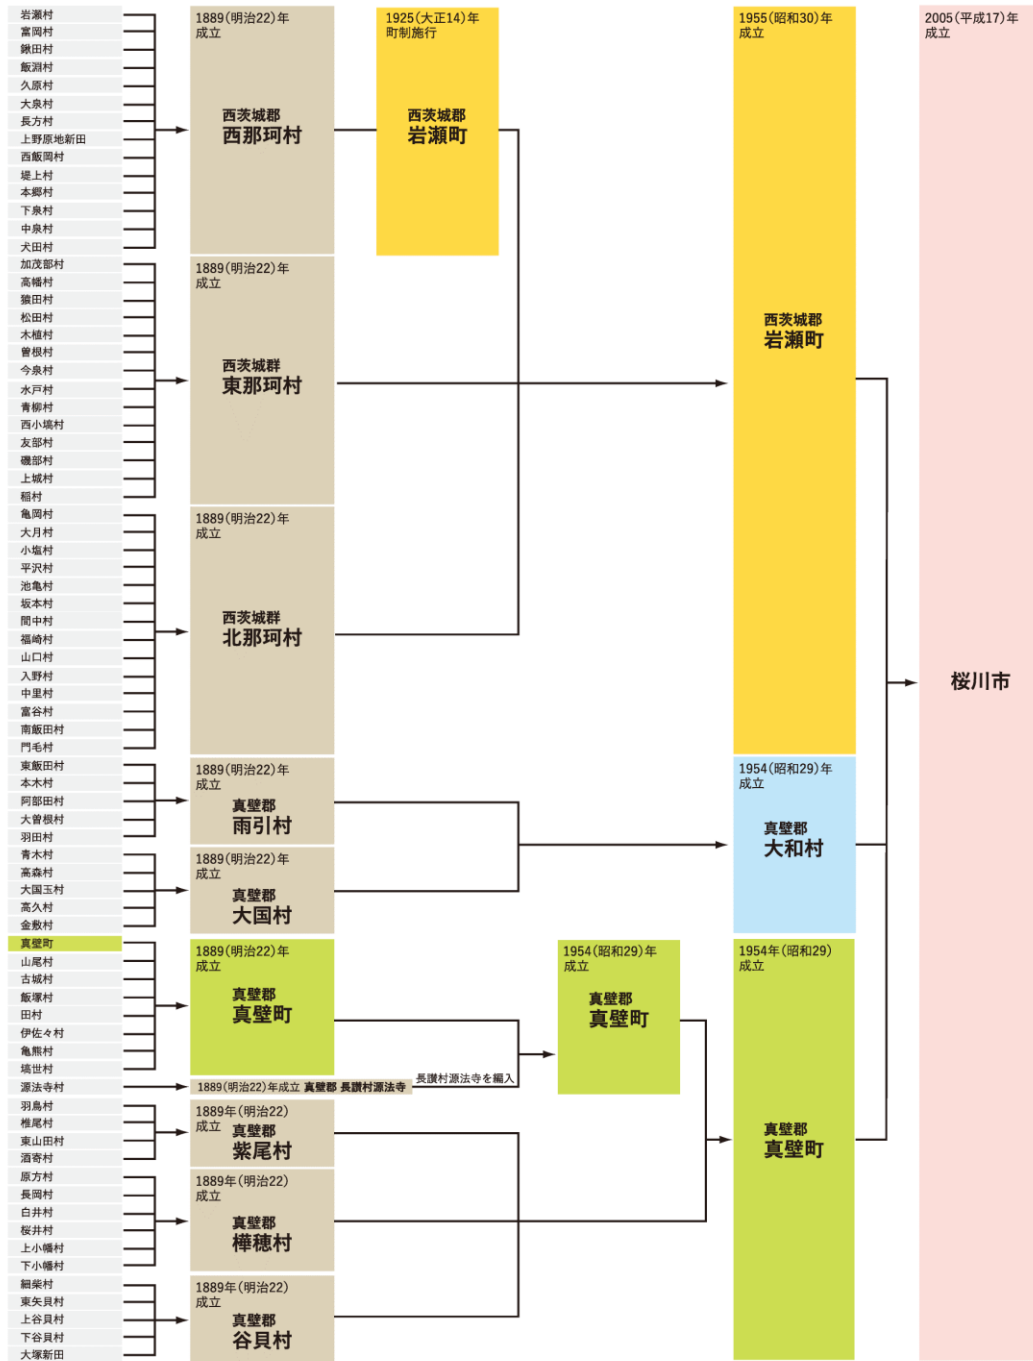 岩瀬村
富岡村
鍬田村
飯淵村
久原村
大泉村
長方村
上野原地新田
西飯岡村
堤上村
本郷村
下泉村
中泉村
犬田村
加茂部村
高幡村
猿田村
松田村
木植村
曽根村
今泉村
水戸村
青柳村
西小塙村
友部村
磯部村
上城村
稲村
亀岡村
大月村
小塩村
平沢村
池亀村
坂本村
間中村
福崎村
山口村
入野村
中里村
富谷村
南飯田村
門毛村
東飯田村
本木村
阿部田村
大曽根村
羽田村
青木村
高森村
大国玉村
高久村
金敷村
真壁町
山尾村
古城村
飯塚村
田村
伊佐々村
亀熊村
塙世村
源法寺村
羽鳥村
椎尾村
東山田村
酒寄村
原方村
長岡村
白井村
桜井村
上小幡村
下小幡村
細柴村
東矢貝村
上谷貝村
下谷貝村
大塚新田
1889(明治22)年
成立
西茨城郡
西那珂村
1889(明治22)年
成立
西茨城群
東那珂村
1889(明治22)年
成立
西茨城群
北那珂村
1889(明治22)年
成立
真壁郡
雨引村
1889(明治22)年
成立
真壁郡
大国村
1889(明治22)年
成立
真壁郡
真壁町
1889(明治22)年成立 真壁郡 長讃村源法寺
長讃村源法寺を編入
1889年(明治22)
成立
真壁郡
紫尾村
1889年(明治22)
成立
真壁郡
樺穂村
1889年(明治22)
成立
真壁郡
谷貝村
1925(大正14)年
町制施行
西茨城郡
岩瀬町
1954(昭和29)年
成立
真壁郡
真壁町
1955(昭和30)年
成立
西茨城郡
岩瀬町
1954(昭和29)年
成立
真壁郡
大和村
1954年(昭和29)
成立
真壁郡
真壁町
2005(平成17)年
成立
桜川市